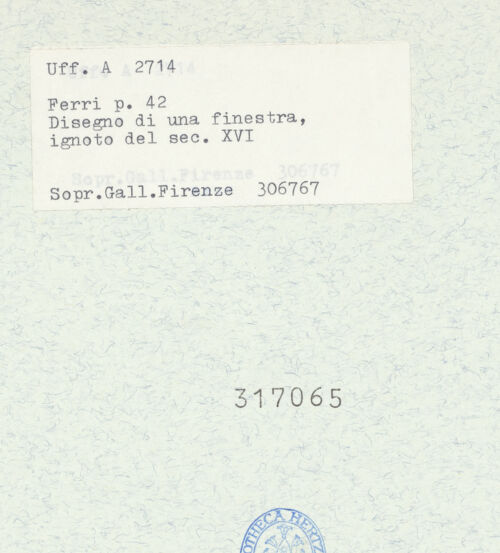 Uff. A 2714
Ferri p. 42
Disegno di una finestra,
ignoto del sec. XVI
Sopr.Gall.Firenze 306767
317065